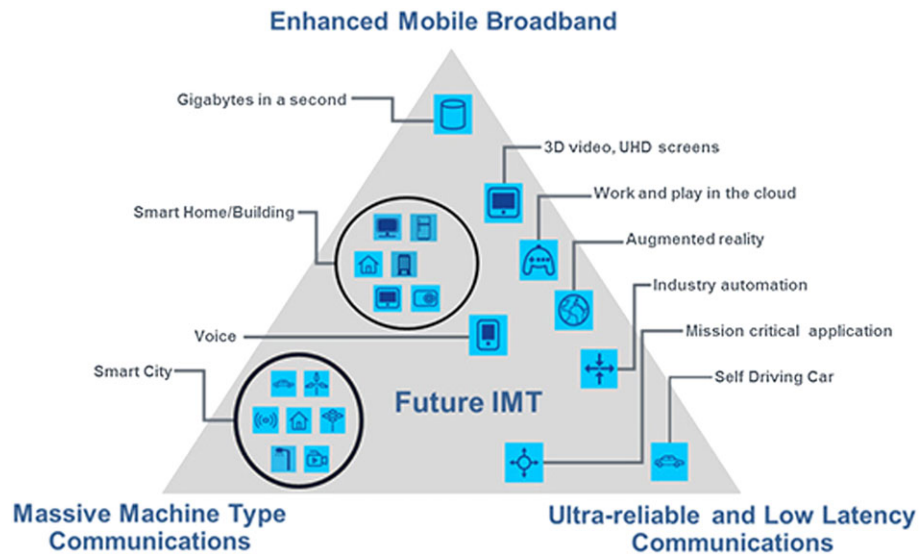 Enhanced Mobile Broadband
Gigabytes in a second
3D video, UHD screens
Work and play in the cloud
Smart Home/Building
Augmented reality
Industry automation
Mission critical application
Voice
Smart City
Self Driving Car
Future IMT
Massive Machine Type
Communications
Ultra-reliable and Low Latency
Communications